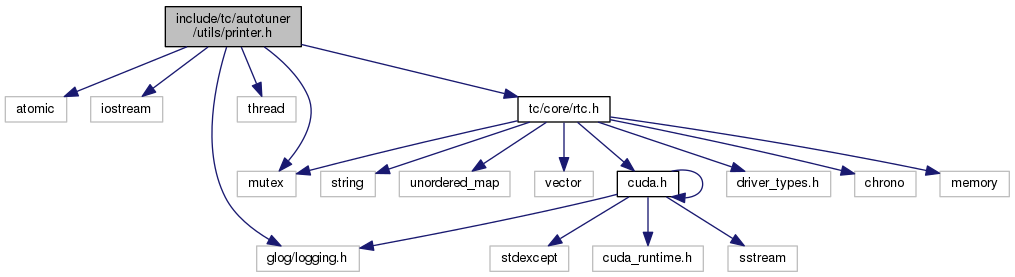 include/tc/autotuner
/utils/printer.h
atomic
iostream
thread
tc/core/rtc.h
mutex
string
unordered_map
vector
cuda.h
driver_types.h
chrono
memory
glog/logging.h
stdexcept
cuda_runtime.h
sstream